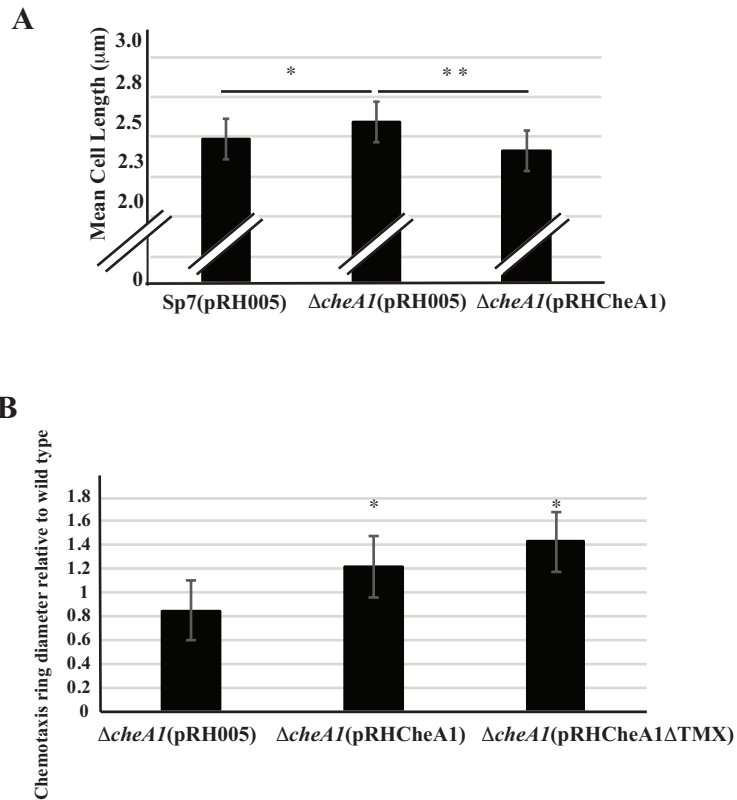 A
Mean Cell Length (μm)
3.0
2.8
2.5
2.3
2.0
0
*
* *
Sp7(pRH005)
ΔcheA1(pRH005)
ΔcheA1(pRHCheA1)
B
Chemotaxis ring diameter relative to wild type
1.8
1.6
1.4
1.2
1
0.8
0.6
0.4
0.2
0
*
*
ΔcheA1(pRH005)
ΔcheA1(pRHCheA1)
ΔcheA1(pRHCheA1ΔTMX)